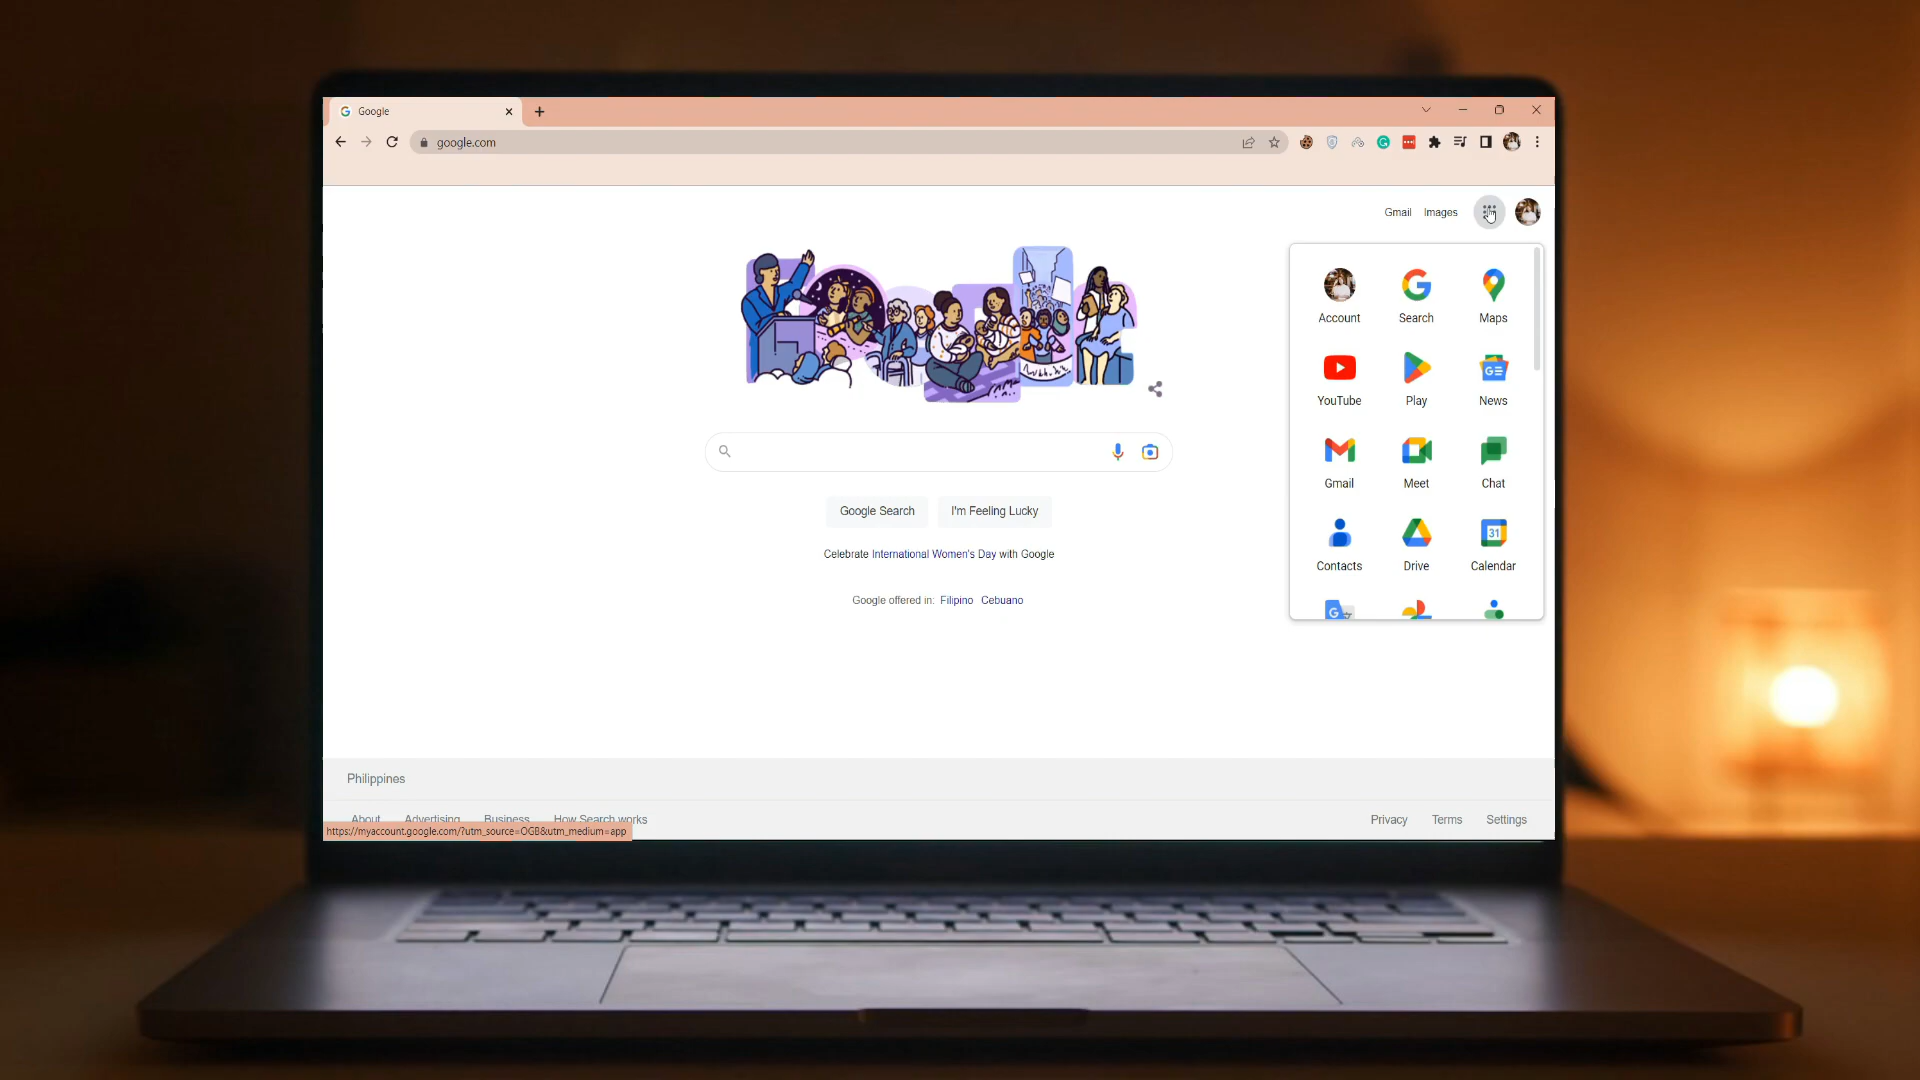 Google
google.com
Gmail Images
Account Search Maps
YouTube Play News
GE
Gmail Meet Chat
31
Contacts Drive Calendar
G
Google Search I'm Feeling Lucky
Celebrate International Women's Day with Google
Google offered in: Filipino Cebuano
Philippines
About Advertising Business How Search works
Privacy Terms Settings
https://myaccount.google.com/?utm_source=OGB&utm_medium=app